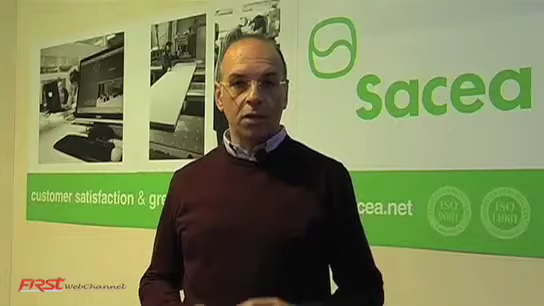 Sacea
customer satisfaction & gre
cea.net
ISO
9001
ISO
14001
FIRST
WEBCHANNEL